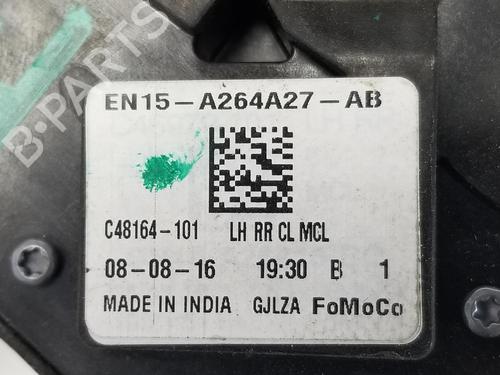 B-PARTS
EN15-A264A27-AB
C48164-101 LH RR CL MCL
08-08-16 19:30 B 1
MADE IN INDIA GJLZA FoMoCo